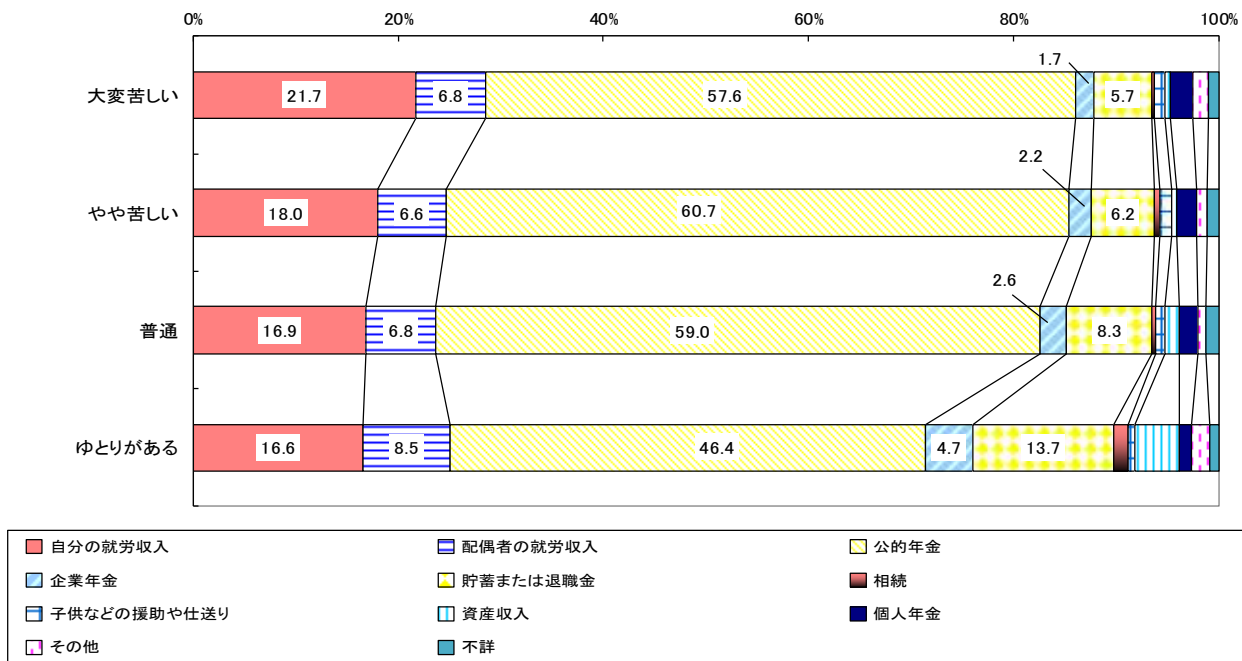 0% 20% 40% 60% 80% 100%
1.7
大変苦しい 21.7 6.8 57.6 5.7
2.2
やや苦しい 18.0 6.6 60.7 6.2
2.6
普通 16.9 6.8 59.0 8.3
ゆとりがある 16.6 8.5 46.4 4.7 13.7
自分の就労収入 配偶者の就労収入 公的年金
企業年金 貯蓄または退職金 相続
子供などの援助や仕送り 資産収入 個人年金
その他 不詳